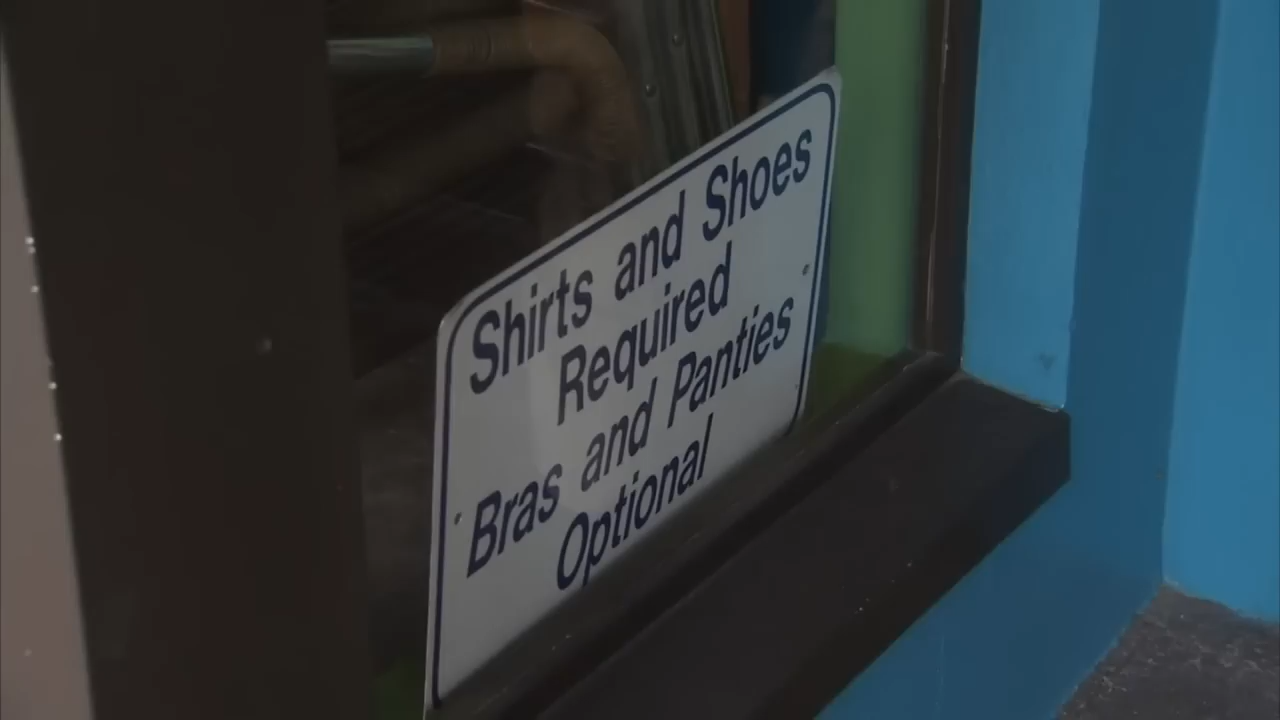 Shirts and Shoes
Required
Bras and Panties
Optional